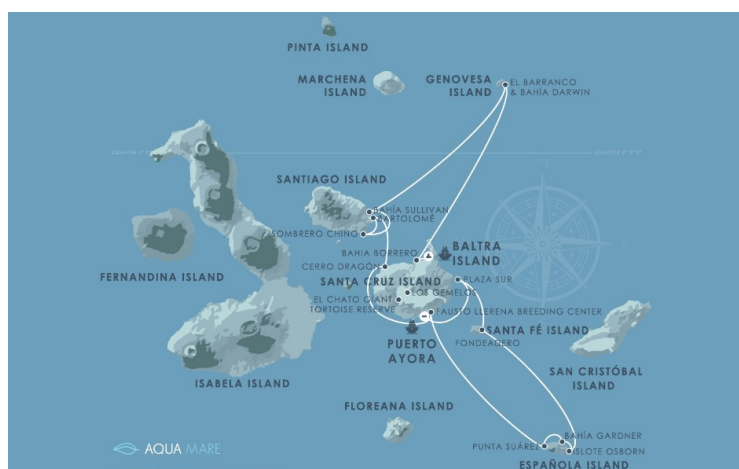 PINTA ISLAND
MARCHENA
ISLAND
GENOVESA
ISLAND
EL BARRANCO
& BAHÍA DARWIN
N
SANTIAGO ISLAND
BAHÍA SULLIVAN
BARTOLOMÉ
SOMBRERO CHINO
BAHIA BORRERO
BALTRA
ISLAND
E
CERRO DRAGÓN
FERNANDINA ISLAND
SANTA CRUZ ISLAND
PLAZA SUR
LOS GEMELOS
EL CHATO GIANT
TORTOISE RESERVE
FAUSTO LLERENA BREEDING CENTER
SANTA FÉ ISLAND
FONDEADERO
PUERTO
AYORA
ISABELA ISLAND
SAN CRISTÓBAL
ISLAND
FLOREANA ISLAND
AQUA MARE
PUNTA SUÁREZ
BAHÍA GARDNER
ISLOTE OSBORN
ESPAÑOLA ISLAND